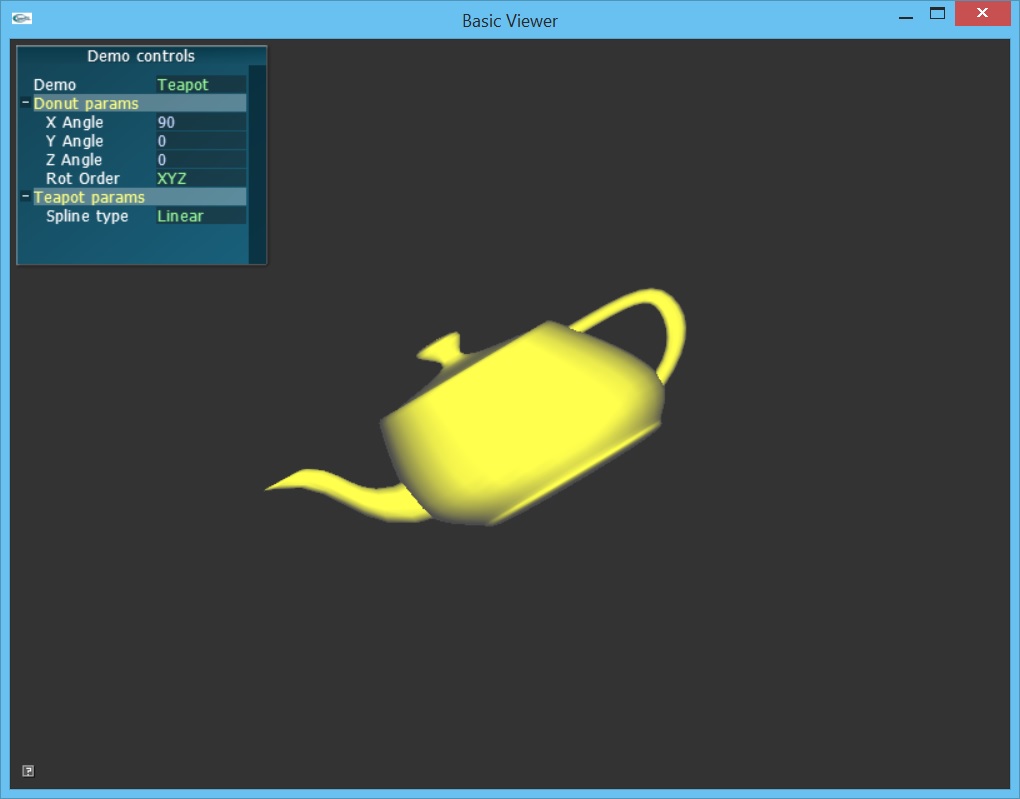 Basic Viewer
Demo controls
Demo Teapot
- Donut params
X Angle 90
Y Angle 0
Z Angle 0
Rot Order XYZ
- Teapot params
Spline type Linear
?